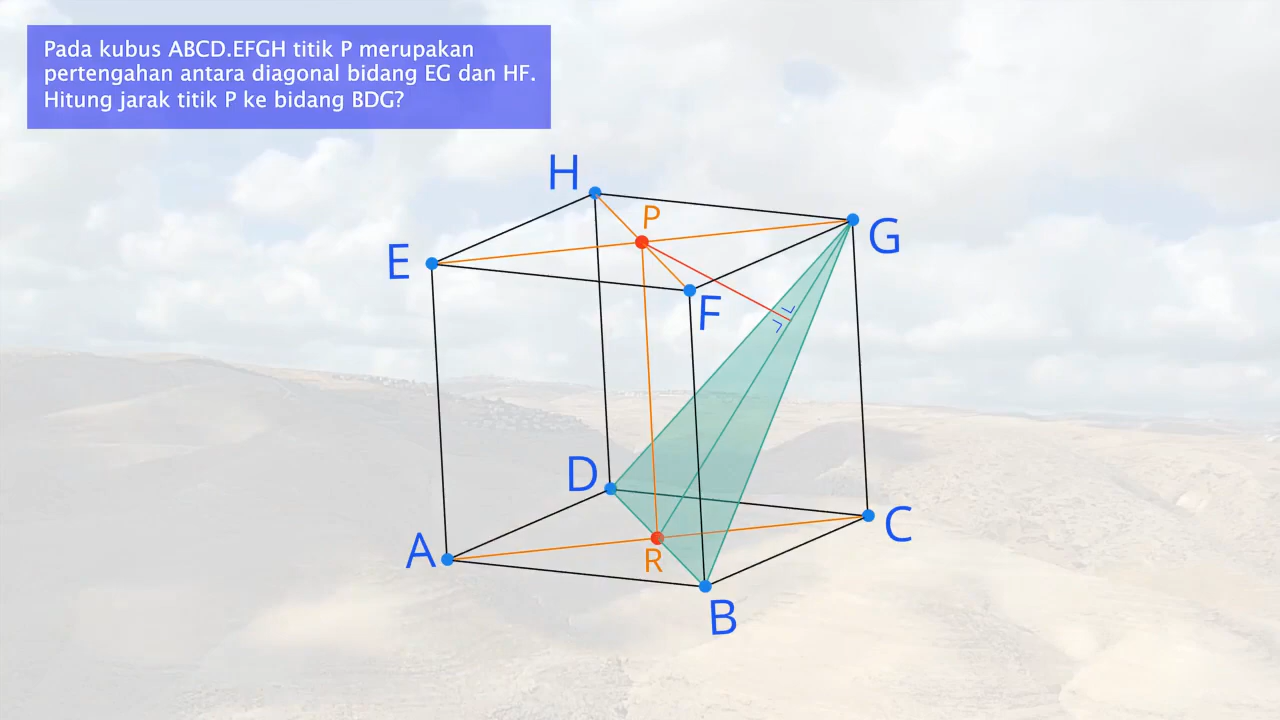 Pada kubus ABCD.EFGH titik P merupakan
pertengahan antara diagonal bidang EG dan HF.
Hitung jarak titik P ke bidang BDG?
H
P
G
E
F
D
C
A
R
B